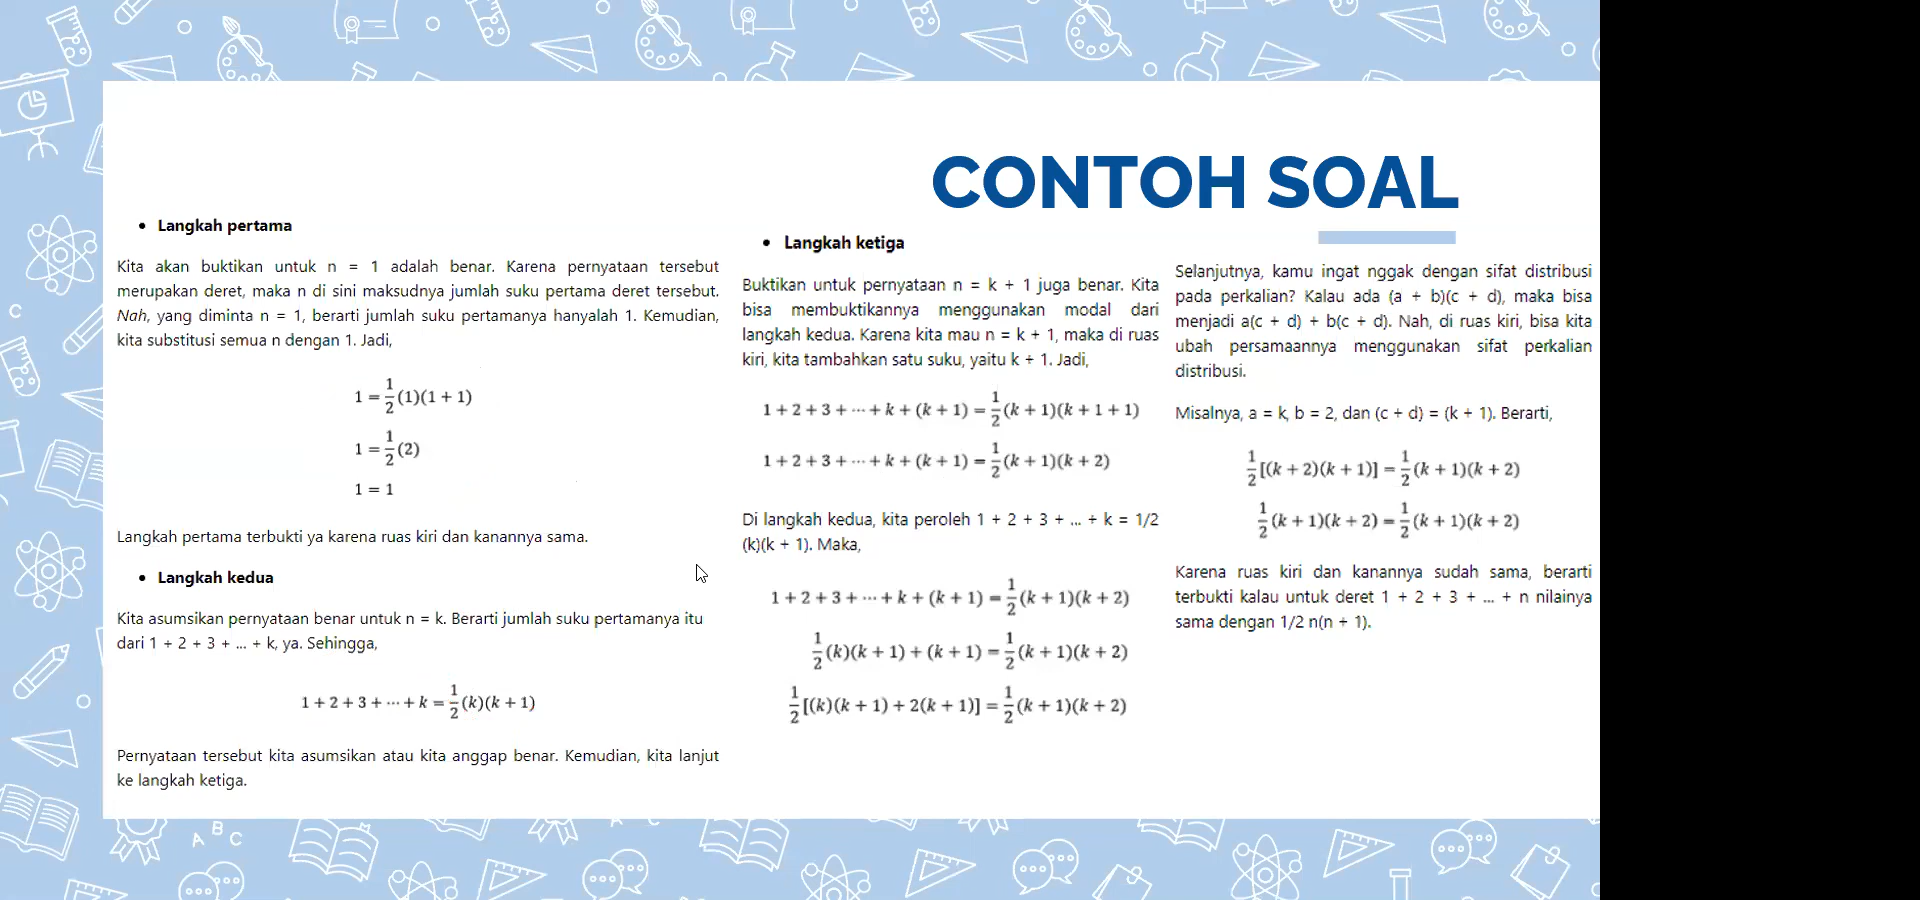 CONTOH SOAL
• Langkah pertama
Kita akan buktikan untuk n = 1 adalah benar. Karena pernyataan tersebut
merupakan deret, maka n di sini maksudnya jumlah suku pertama deret tersebut.
Nah, yang diminta n = 1, berarti jumlah suku pertamanya hanyalah 1. Kemudian,
kita substitusi semua n dengan 1. Jadi,
1 = 1/2 (1)(1 + 1)
1 = 1/2 (2)
1 = 1
Langkah pertama terbukti ya karena ruas kiri dan kanannya sama.
• Langkah kedua
Kita asumsikan pernyataan benar untuk n = k. Berarti jumlah suku pertamanya itu
dari 1 + 2 + 3 + ... + k, ya. Sehingga,
1 + 2 + 3 + ··· + k = 1/2 (k)(k + 1)
Pernyataan tersebut kita asumsikan atau kita anggap benar. Kemudian, kita lanjut
ke langkah ketiga.
• Langkah ketiga
Buktikan untuk pernyataan n = k + 1 juga benar. Kita
bisa membuktikannya menggunakan modal dari
langkah kedua. Karena kita mau n = k + 1, maka di ruas
kiri, kita tambahkan satu suku, yaitu k + 1. Jadi,
1 + 2 + 3 + ··· + k + (k + 1) = 1/2 (k + 1)(k + 1 + 1)
1 + 2 + 3 + ··· + k + (k + 1) = 1/2 (k + 1)(k + 2)
Di langkah kedua, kita peroleh 1 + 2 + 3 + ... + k = 1/2
(k)(k + 1). Maka,
1 + 2 + 3 + ··· + k + (k + 1) = 1/2 (k + 1)(k + 2)
1/2 (k)(k + 1) + (k + 1) = 1/2 (k + 1)(k + 2)
1/2 [(k)(k + 1) + 2(k + 1)] = 1/2 (k + 1)(k + 2)
Selanjutnya, kamu ingat nggak dengan sifat distribusi
pada perkalian? Kalau ada (a + b)(c + d), maka bisa
menjadi a(c + d) + b(c + d). Nah, di ruas kiri, bisa kita
ubah persamaannya menggunakan sifat perkalian
distribusi.
Misalnya, a = k, b = 2, dan (c + d) = (k + 1). Berarti,
1/2 [(k + 2)(k + 1)] = 1/2 (k + 1)(k + 2)
1/2 (k + 1)(k + 2) = 1/2 (k + 1)(k + 2)
Karena ruas kiri dan kanannya sudah sama, berarti
terbukti kalau untuk deret 1 + 2 + 3 + ... + n nilainya
sama dengan 1/2 n(n + 1).
C
A B C